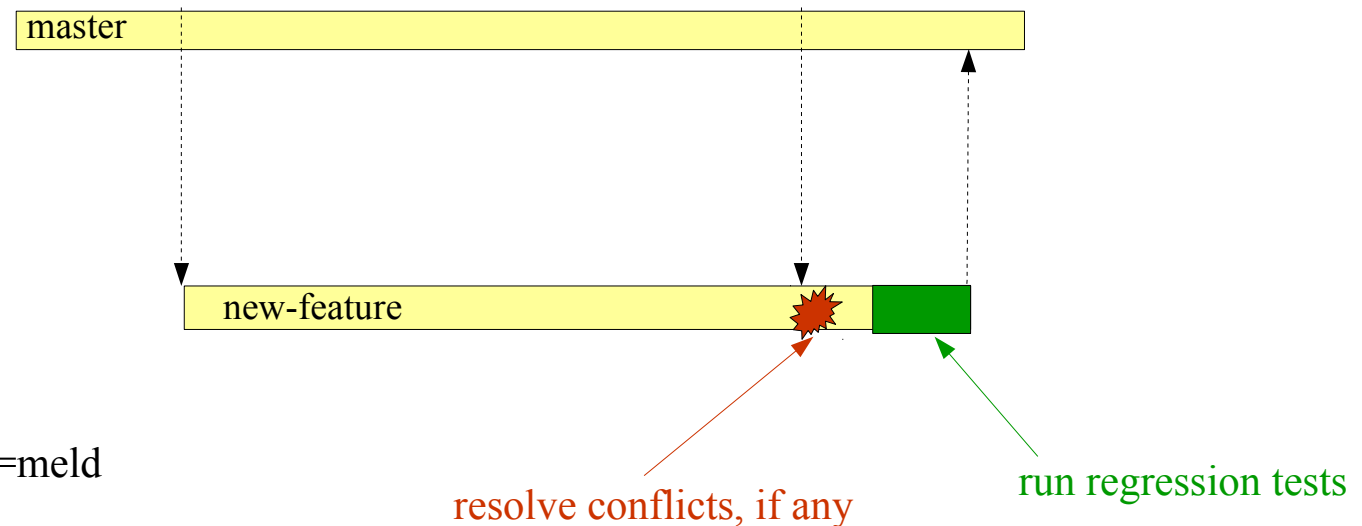 master
new-feature
=meld
resolve conflicts, if any
run regression tests